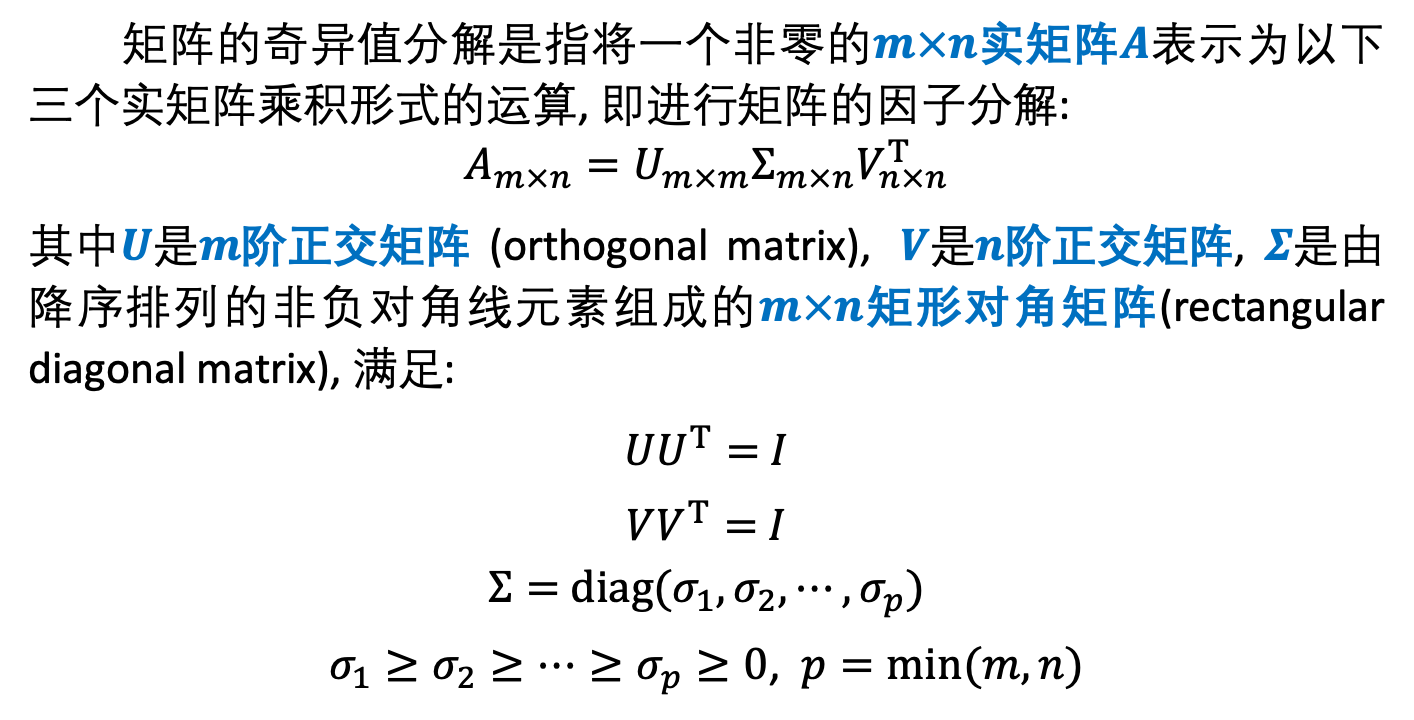 矩阵的奇异值分解是指将一个非零的m×n实矩阵A表示为以下
三个实矩阵乘积形式的运算, 即进行矩阵的因子分解:
A_{m×n} = U_{m×m}Σ_{m×n}V_{n×n}^T
其中U是m阶正交矩阵 (orthogonal matrix), V是n阶正交矩阵, Σ是由
降序排列的非负对角线元素组成的m×n矩形对角矩阵(rectangular
diagonal matrix), 满足:
UU^T = I
VV^T = I
Σ = diag(σ_1, σ_2, ⋯ , σ_p)
σ_1 ≥ σ_2 ≥ ⋯ ≥ σ_p ≥ 0, p = min(m, n)